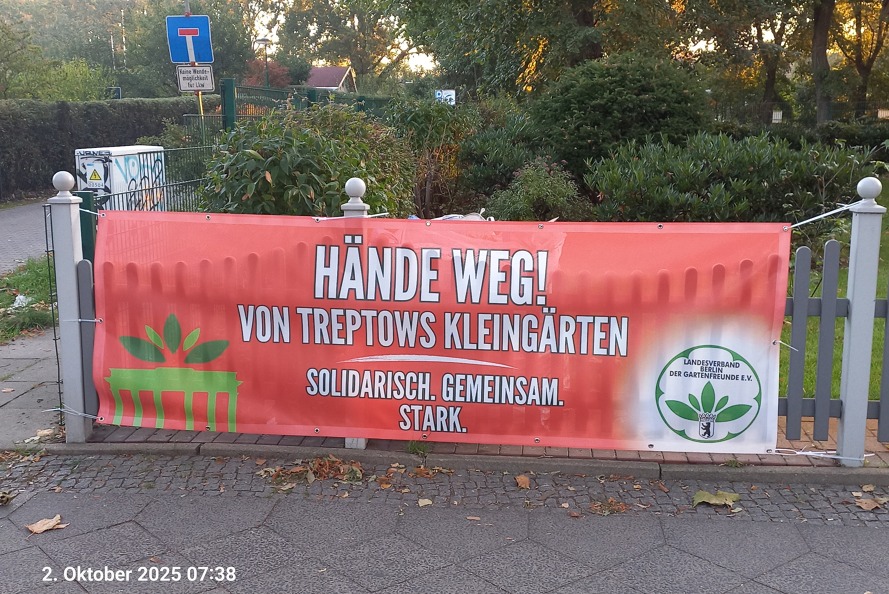 Keine Wende-
möglichkeit
für Lkw
HÄNDE WEG!
VON TREPTOWS KLEINGÄRTEN
SOLIDARISCH. GEMEINSAM.
STARK.
LANDESVERBAND
BERLIN
DER GARTENFREUNDE E.V.
2. Oktober 2025 07:38